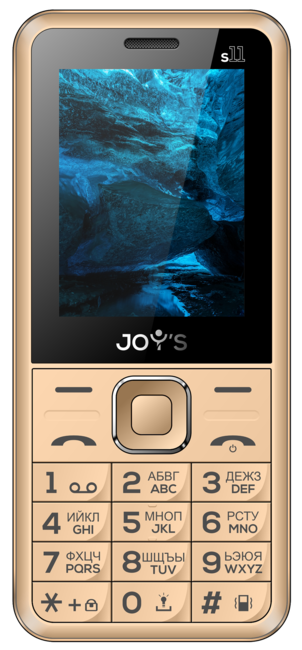 s11
JOY'S
1
2 АБВГ ABC
3 ДЕЖЗ DEF
4 ИЙКЛ GHI
5 МНОП JKL
6 РСТУ MNO
7 ФХЦЧ PQRS
8 ШЩЪЫ TUV
9 ЬЭЮЯ WXYZ
* +
0
#